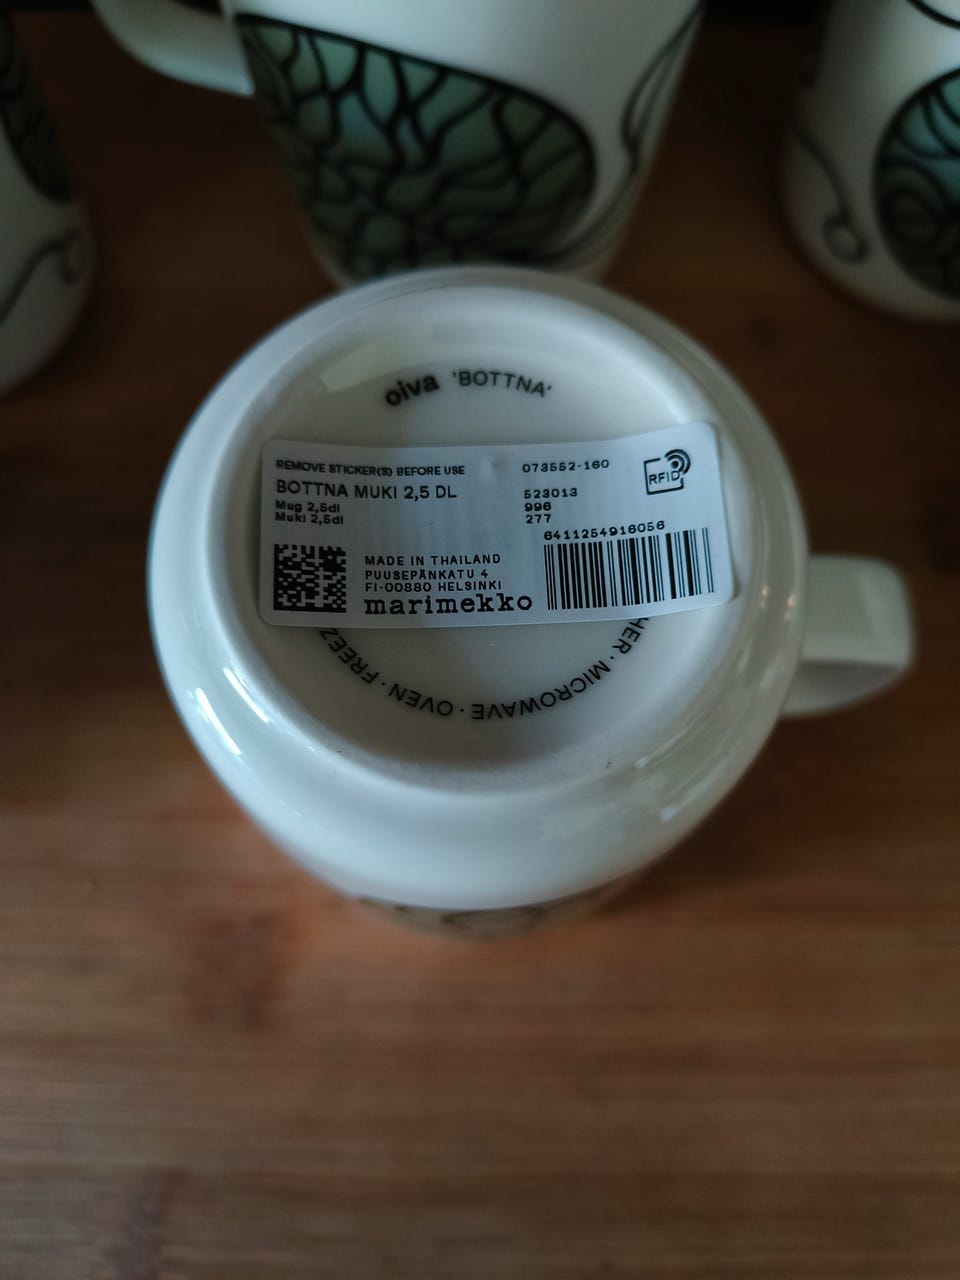 oiva 'BOTTNA'
REMOVE STICKER(S) BEFORE USE
BOTTNA MUKI 2,5 DL
Mug 2,5dl
Muki 2,5dl
073552-160
523013
996
277
RFID
6411254916056
MADE IN THAILAND
PUUSEPÄNKATU 4
FI-00880 HELSINKI
marimekko
· MICROWAVE · OVEN ·